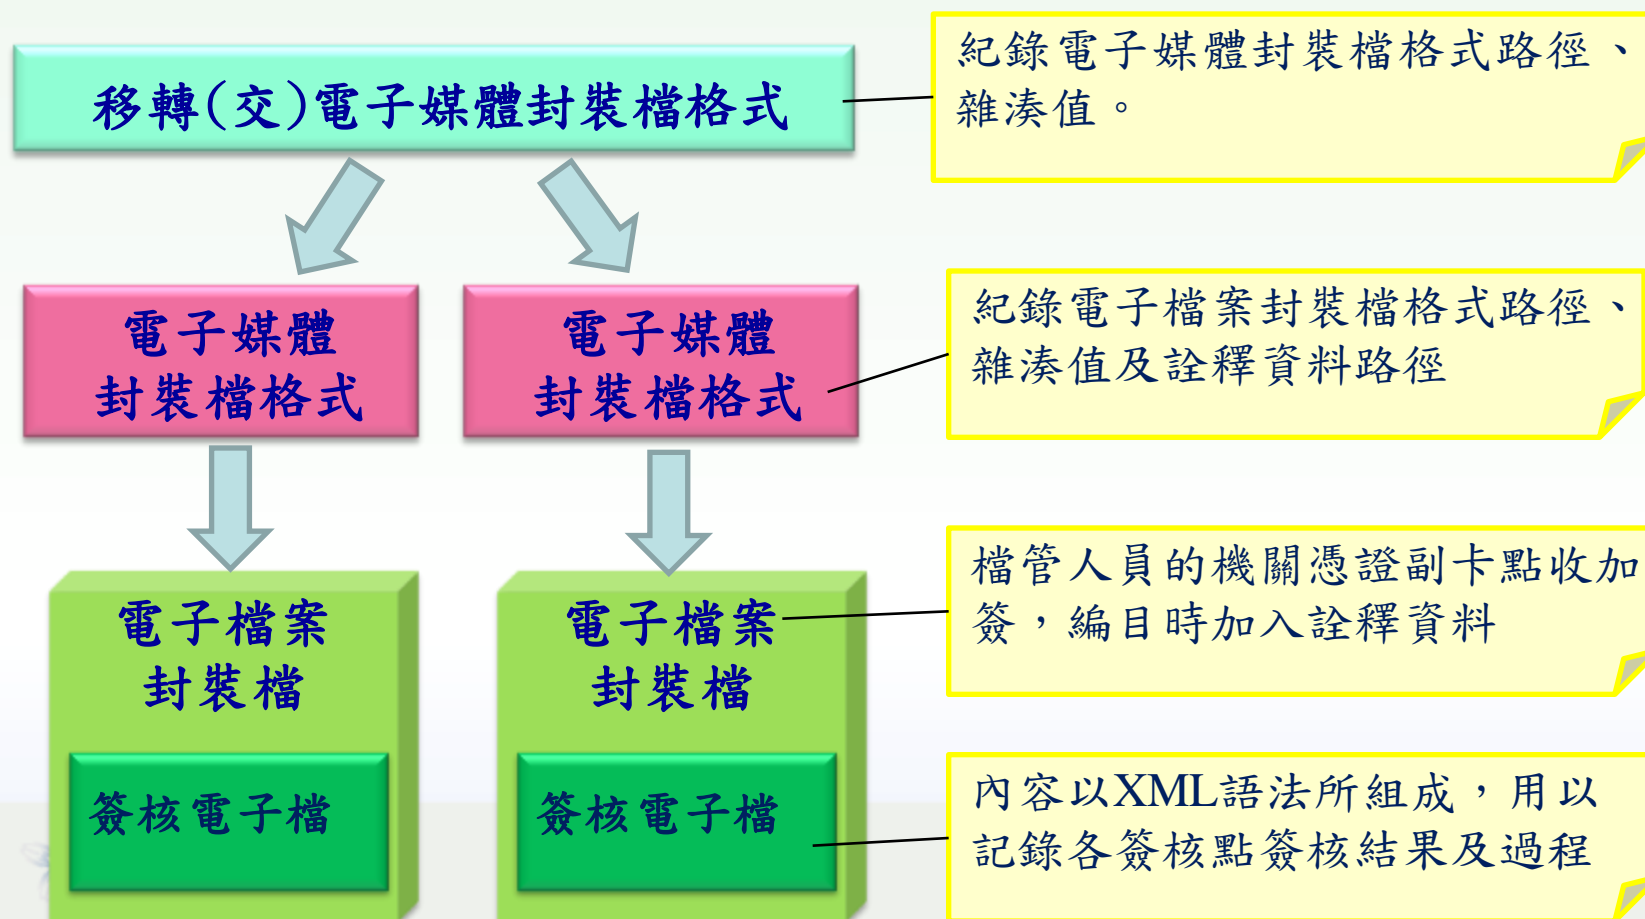 移轉(交)電子媒體封裝檔格式
紀錄電子媒體封裝檔格式路徑、
雜湊值。
電子媒體
封裝檔格式
電子媒體
封裝檔格式
紀錄電子檔案封裝檔格式路徑、
雜湊值及詮釋資料路徑
電子檔案
封裝檔
電子檔案
封裝檔
檔管人員的機關憑證副卡點收加
簽，編目時加入詮釋資料
簽核電子檔
簽核電子檔
內容以XML語法所組成，用以
記錄各簽核點簽核結果及過程